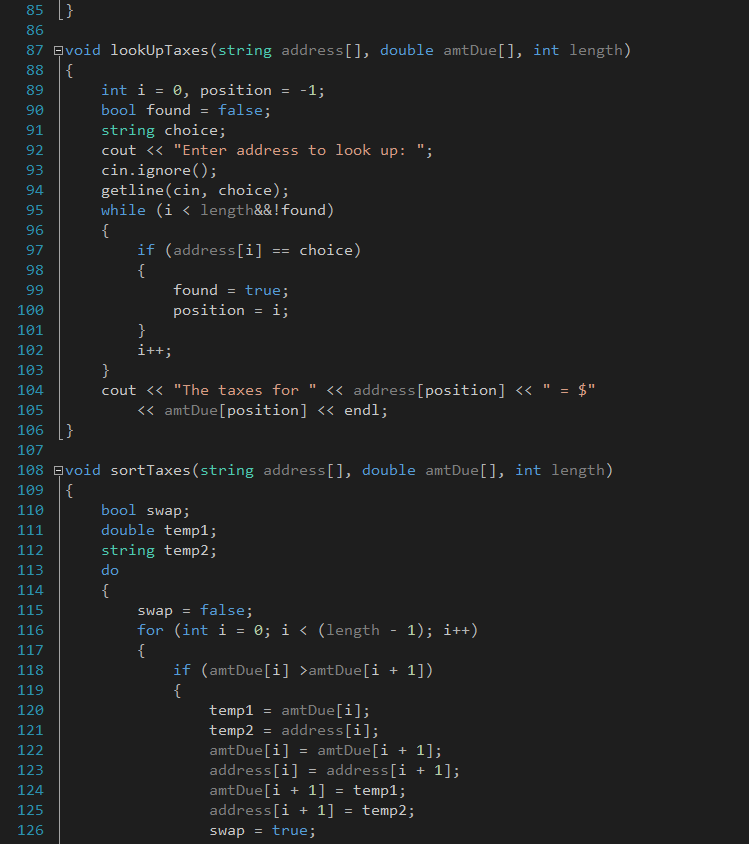 85 }
86
87 void lookUpTaxes(string address[], double amtDue[], int length)
88 {
89     int i = 0, position = -1;
90     bool found = false;
91     string choice;
92     cout << "Enter address to look up: ";
93     cin.ignore();
94     getline(cin, choice);
95     while (i < length&&!found)
96     {
97         if (address[i] == choice)
98         {
99             found = true;
100             position = i;
101         }
102         i++;
103     }
104     cout << "The taxes for " << address[position] << " = $"
105         << amtDue[position] << endl;
106 }
107
108 void sortTaxes(string address[], double amtDue[], int length)
109 {
110     bool swap;
111     double temp1;
112     string temp2;
113     do
114     {
115         swap = false;
116         for (int i = 0; i < (length - 1); i++)
117         {
118             if (amtDue[i] >amtDue[i + 1])
119             {
120                 temp1 = amtDue[i];
121                 temp2 = address[i];
122                 amtDue[i] = amtDue[i + 1];
123                 address[i] = address[i + 1];
124                 amtDue[i + 1] = temp1;
125                 address[i + 1] = temp2;
126                 swap = true;